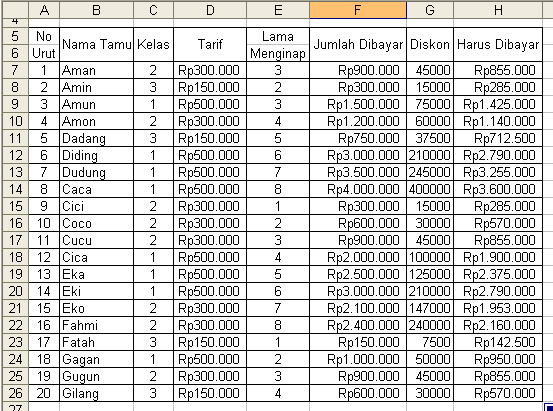 A B C D E F G H
4
5 No Nama Tamu Kelas Tarif Lama Jumlah Dibayar Diskon Harus Dibayar
6 Urut Menginap
7 1 Aman 2 Rp300.000 3 Rp900.000 45000 Rp855.000
8 2 Amin 3 Rp150.000 2 Rp300.000 15000 Rp285.000
9 3 Amun 1 Rp500.000 3 Rp1.500.000 75000 Rp1.425.000
10 4 Amon 2 Rp300.000 4 Rp1.200.000 60000 Rp1.140.000
11 5 Dadang 3 Rp150.000 5 Rp750.000 37500 Rp712.500
12 6 Diding 1 Rp500.000 6 Rp3.000.000 210000 Rp2.790.000
13 7 Dudung 1 Rp500.000 7 Rp3.500.000 245000 Rp3.255.000
14 8 Caca 1 Rp500.000 8 Rp4.000.000 400000 Rp3.600.000
15 9 Cici 2 Rp300.000 1 Rp300.000 15000 Rp285.000
16 10 Coco 2 Rp300.000 2 Rp600.000 30000 Rp570.000
17 11 Cucu 2 Rp300.000 3 Rp900.000 45000 Rp855.000
18 12 Cica 1 Rp500.000 4 Rp2.000.000 100000 Rp1.900.000
19 13 Eka 1 Rp500.000 5 Rp2.500.000 125000 Rp2.375.000
20 14 Eki 1 Rp500.000 6 Rp3.000.000 210000 Rp2.790.000
21 15 Eko 2 Rp300.000 7 Rp2.100.000 147000 Rp1.953.000
22 16 Fahmi 2 Rp300.000 8 Rp2.400.000 240000 Rp2.160.000
23 17 Fatah 3 Rp150.000 1 Rp150.000 7500 Rp142.500
24 18 Gagan 1 Rp500.000 2 Rp1.000.000 50000 Rp950.000
25 19 Gugun 2 Rp300.000 3 Rp900.000 45000 Rp855.000
26 20 Gilang 3 Rp150.000 4 Rp600.000 30000 Rp570.000
27